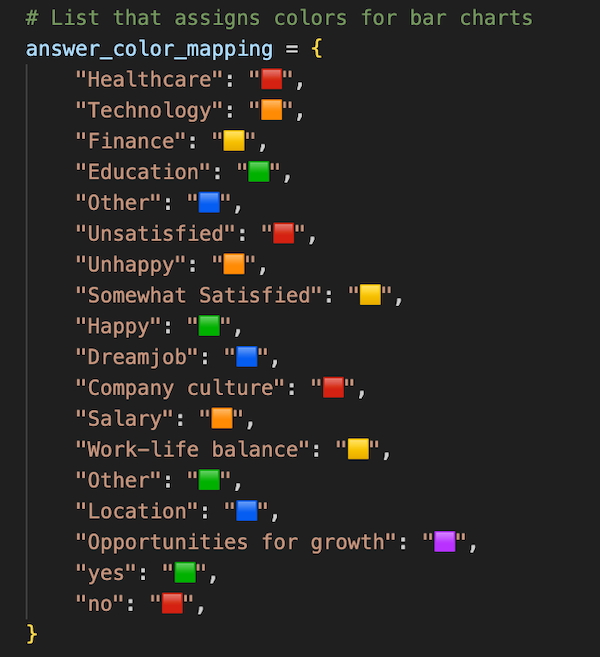 # List that assigns colors for bar charts
answer_color_mapping = {
    "Healthcare": "🟥",
    "Technology": "🟧",
    "Finance": "🟨",
    "Education": "🟩",
    "Other": "🟦",
    "Unsatisfied": "🟥",
    "Unhappy": "🟧",
    "Somewhat Satisfied": "🟨",
    "Happy": "🟩",
    "Dreamjob": "🟦",
    "Company culture": "🟥",
    "Salary": "🟧",
    "Work-life balance": "🟨",
    "Other": "🟩",
    "Location": "🟦",
    "Opportunities for growth": "🟪",
    "yes": "🟩",
    "no": "🟥",
}